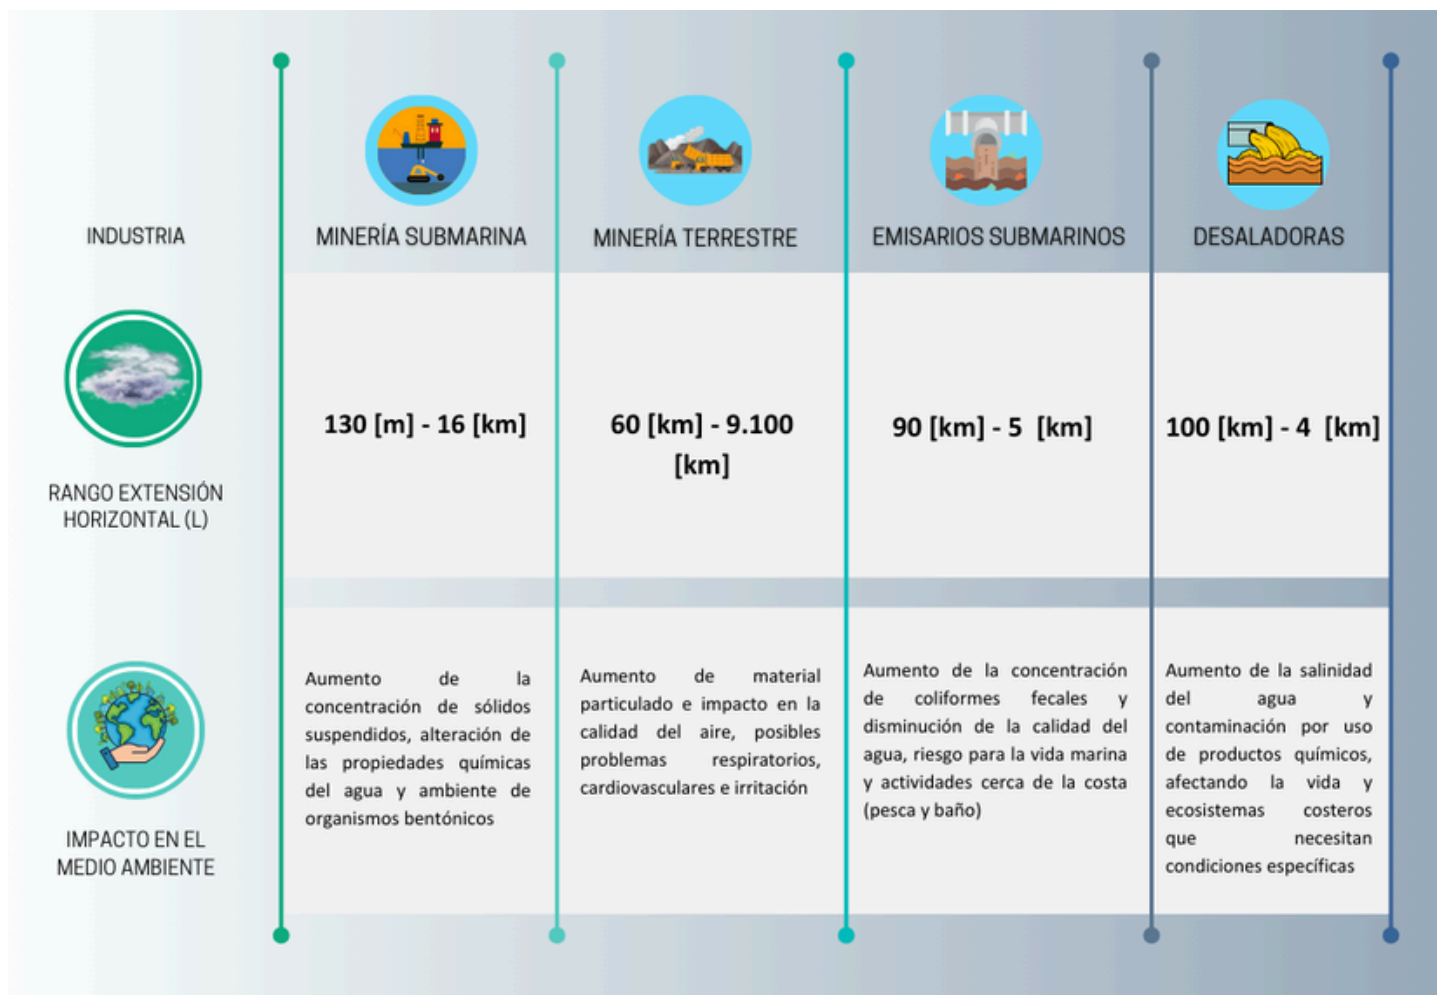 INDUSTRIA
MINERÍA SUBMARINA
MINERÍA TERRESTRE
EMISARIOS SUBMARINOS
DESALADORAS
RANGO EXTENSIÓN
HORIZONTAL (L)
130 [m] - 16 [km]
60 [km] - 9.100
[km]
90 [km] - 5 [km]
100 [km] - 4 [km]
IMPACTO EN EL
MEDIO AMBIENTE
Aumento de la
concentración de sólidos
suspendidos, alteración de
las propiedades químicas
del agua y ambiente de
organismos bentónicos
Aumento de material
particulado e impacto en la
calidad del aire, posibles
problemas respiratorios,
cardiovasculares e irritación
Aumento de la concentración
de coliformes fecales y
disminución de la calidad del
agua, riesgo para la vida marina
y actividades cerca de la costa
(pesca y baño)
Aumento de la salinidad
del agua y
contaminación por uso
de productos químicos,
afectando la vida y
ecosistemas costeros
que necesitan
condiciones específicas